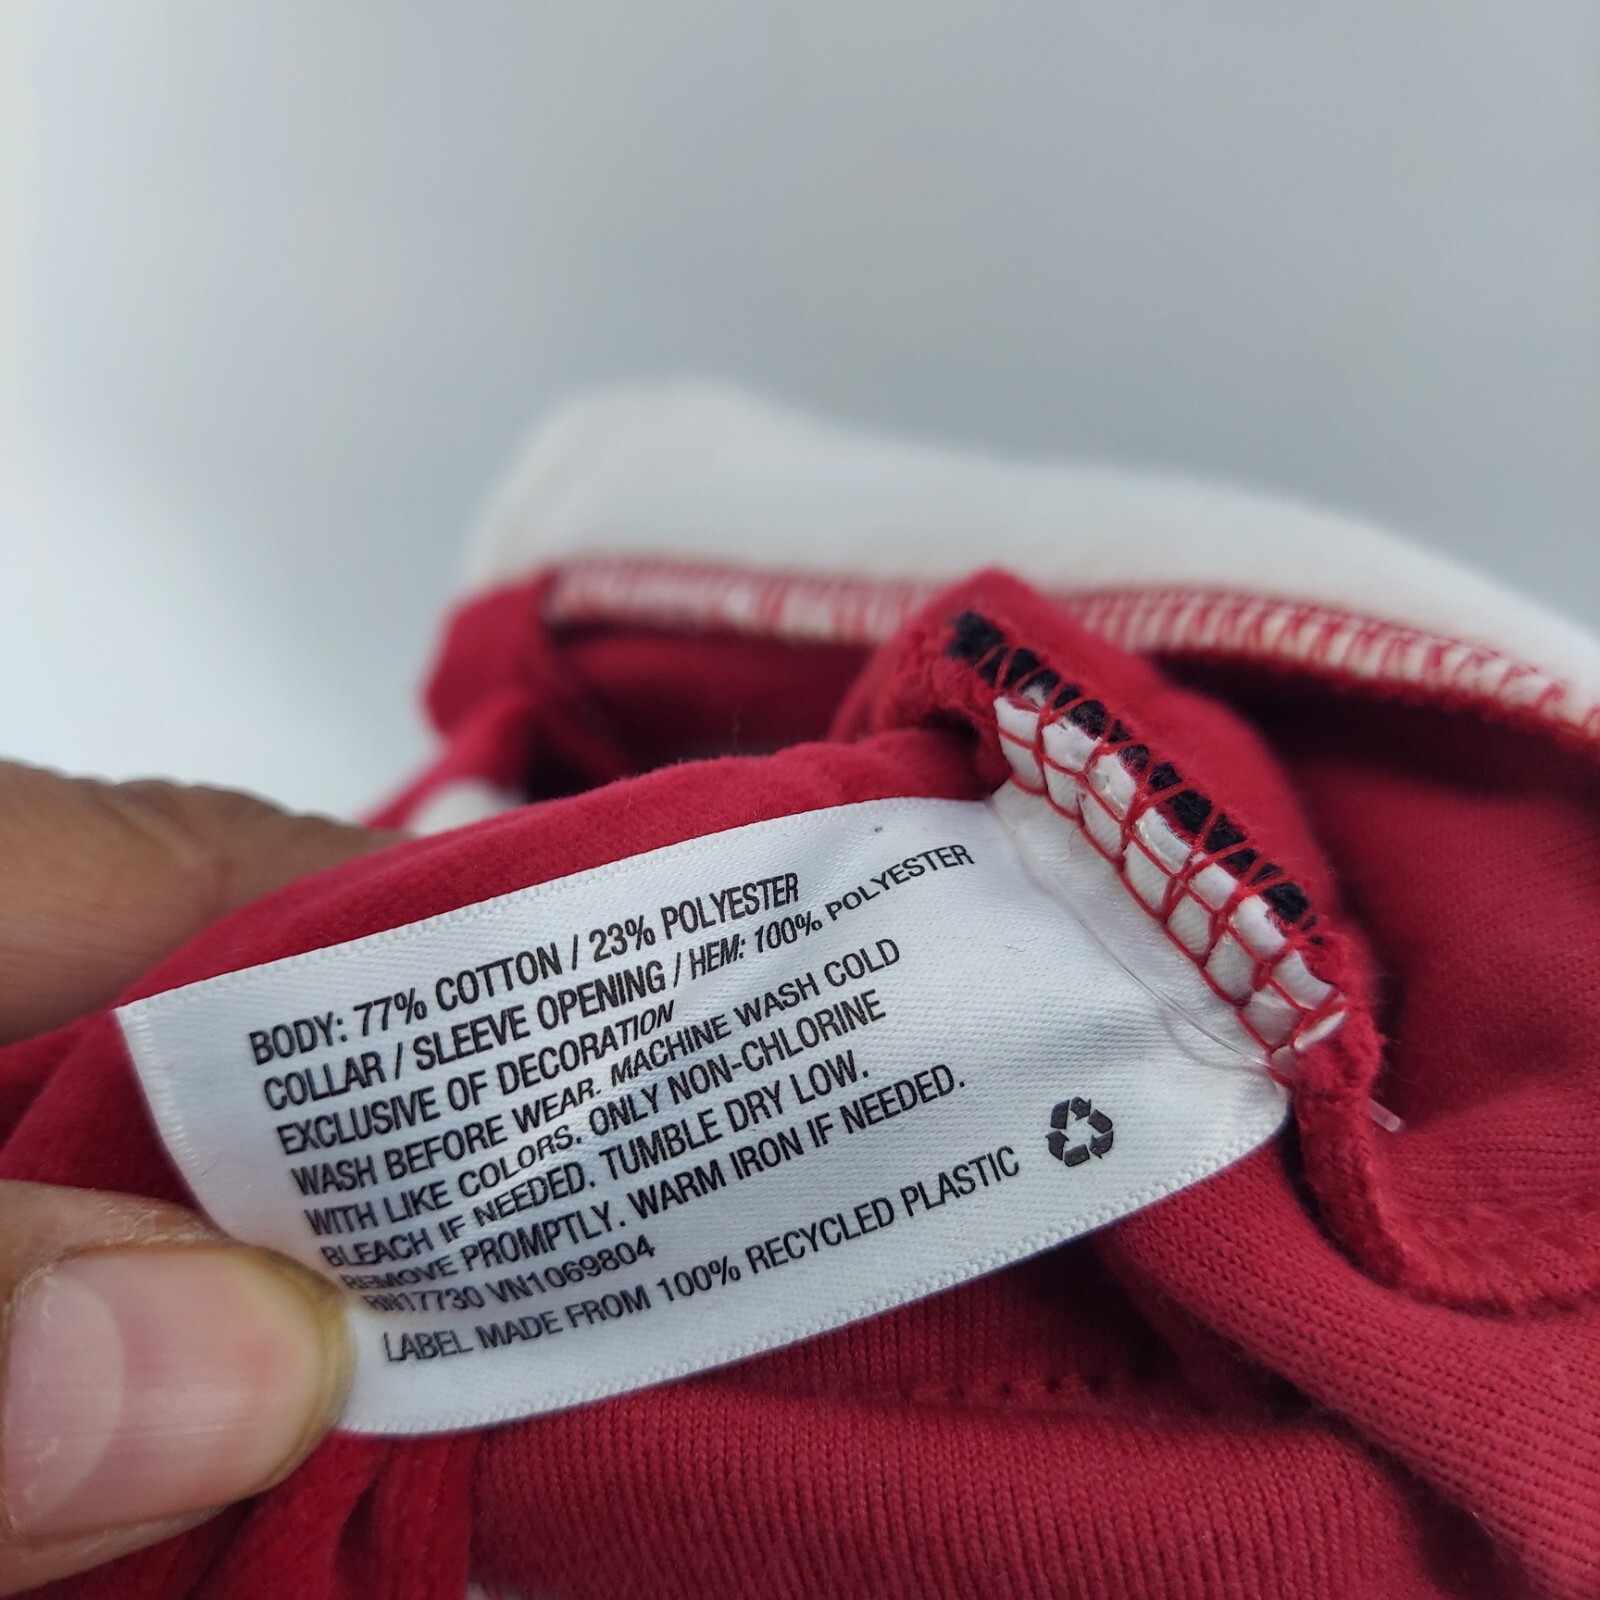 BODY: 77% COTTON / 23% POLYESTER
COLLAR / SLEEVE OPENING / HEM: 100% POLYESTER
EXCLUSIVE OF DECORATION
WASH BEFORE WEAR. MACHINE WASH COLD
WITH LIKE COLORS. ONLY NON-CHLORINE
BLEACH IF NEEDED. TUMBLE DRY LOW.
REMOVE PROMPTLY. WARM IRON IF NEEDED.
RN17730 VN1069804
LABEL MADE FROM 100% RECYCLED PLASTIC